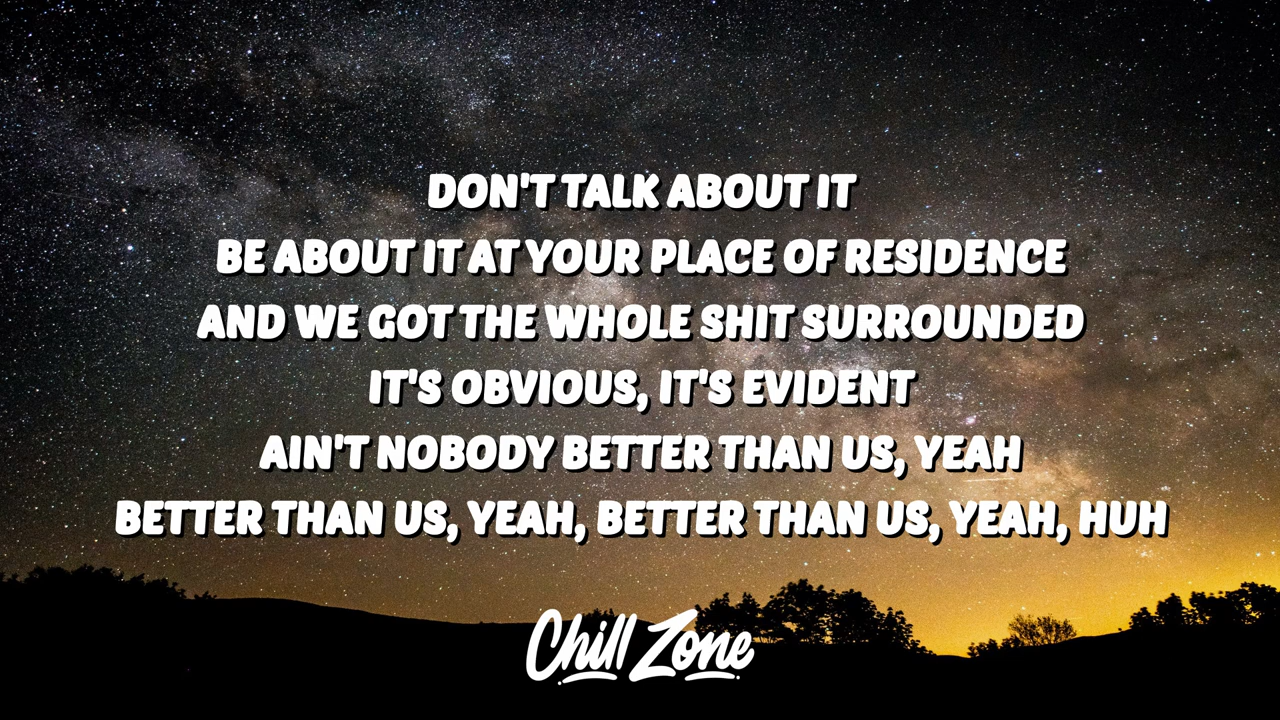 DON'T TALK ABOUT IT
BE ABOUT IT AT YOUR PLACE OF RESIDENCE
AND WE GOT THE WHOLE SHIT SURROUNDED
IT'S OBVIOUS, IT'S EVIDENT
AIN'T NOBODY BETTER THAN US, YEAH
BETTER THAN US, YEAH, BETTER THAN US, YEAH, HUH
Chill Zone